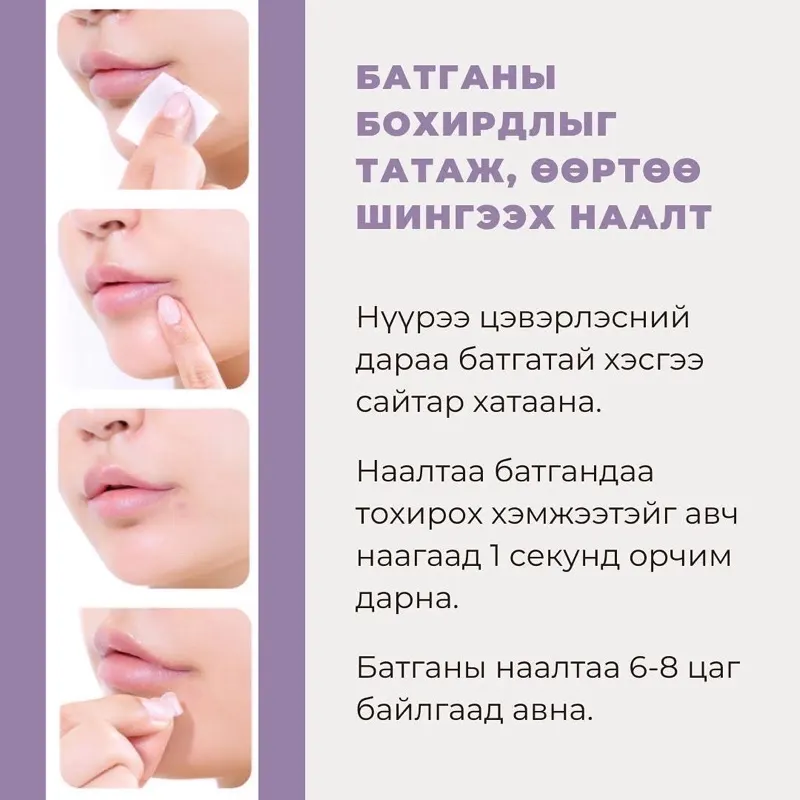 БАТГАНЫ
БОХИРДЛЫГ
ТАТАЖ, ӨӨРТӨӨ
ШИНГЭЭХ НААЛТ
Нүүрээ цэвэрлэсний
дараа батгатай хэсгээ
сайтар хатаана.
Наалтаа батгандаа
тохирох хэмжээтэйг авч
наагаад 1 секунд орчим
дарна.
Батганы наалтаа 6-8 цаг
байлгаад авна.